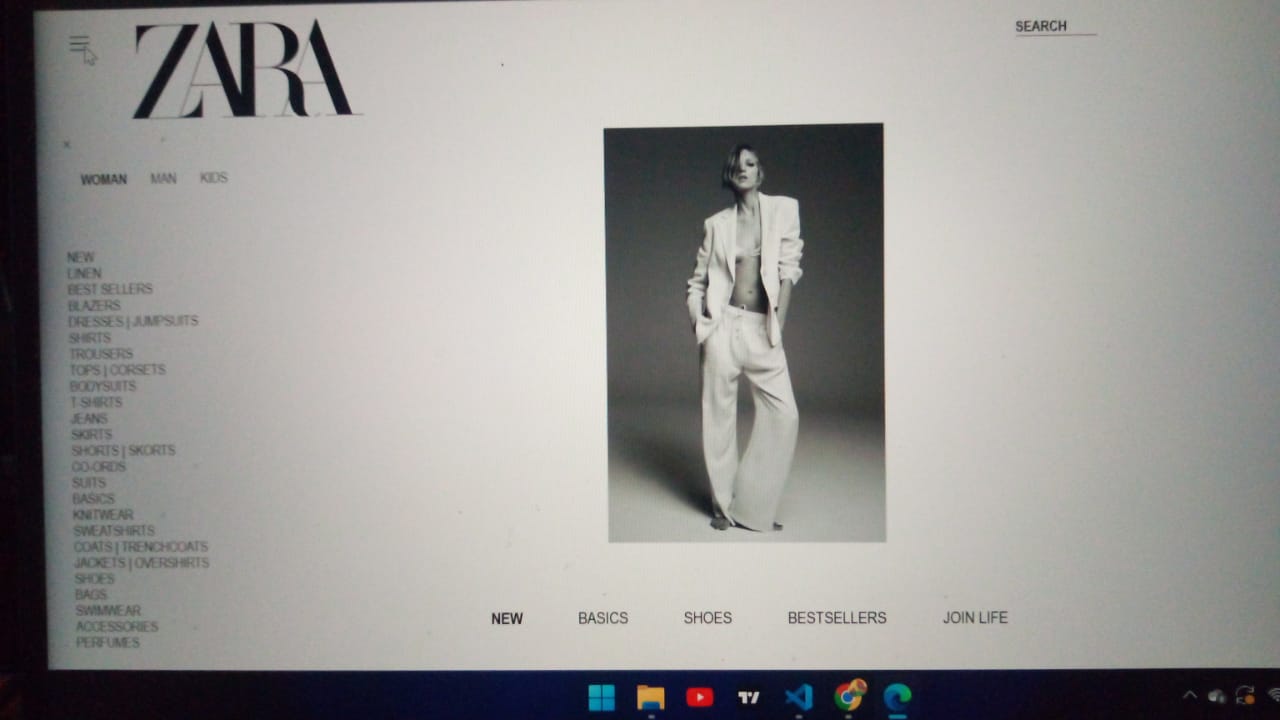 ZARA
SEARCH
×
WOMAN MAN KIDS
NEW
LINEN
BEST SELLERS
BLAZERS
DRESSES | JUMPSUITS
SHIRTS
TROUSERS
TOPS | CORSETS
BODYSUITS
T-SHIRTS
JEANS
SKIRTS
SHORTS | SKORTS
CO-ORDS
SUITS
BASICS
KNITWEAR
SWEATSHIRTS
COATS | TRENCHCOATS
JACKETS | OVERSHIRTS
SHOES
BAGS
SWIMWEAR
ACCESSORIES
PERFUMES
NEW BASICS SHOES BESTSELLERS JOIN LIFE